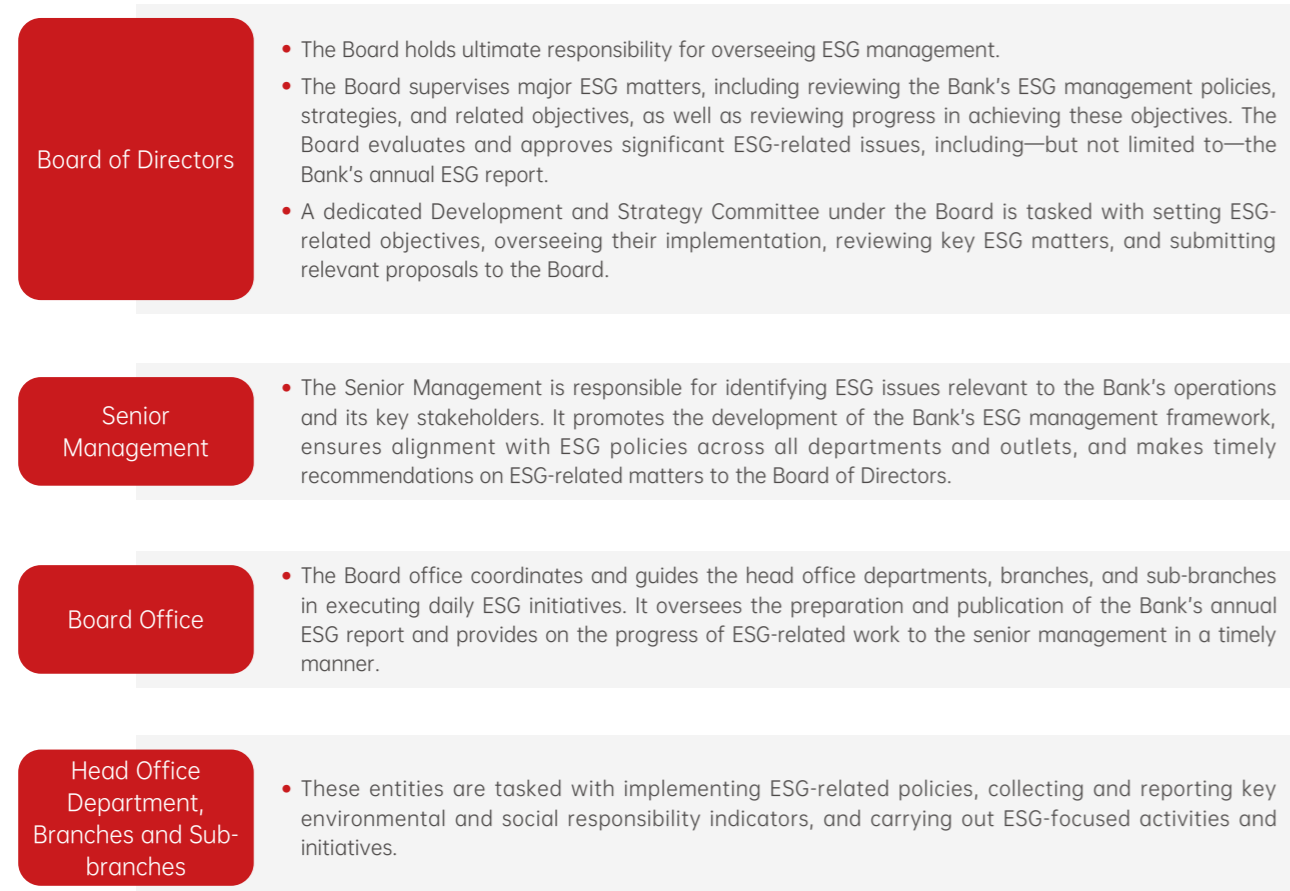 Board of Directors
• The Board holds ultimate responsibility for overseeing ESG management.
• The Board supervises major ESG matters, including reviewing the Bank's ESG management policies,
strategies, and related objectives, as well as reviewing progress in achieving these objectives. The
Board evaluates and approves significant ESG-related issues, including—but not limited to—the
Bank's annual ESG report.
• A dedicated Development and Strategy Committee under the Board is tasked with setting ESG-
related objectives, overseeing their implementation, reviewing key ESG matters, and submitting
relevant proposals to the Board.
Senior
Management
• The Senior Management is responsible for identifying ESG issues relevant to the Bank's operations
and its key stakeholders. It promotes the development of the Bank's ESG management framework,
ensures alignment with ESG policies across all departments and outlets, and makes timely
recommendations on ESG-related matters to the Board of Directors.
Board Office
• The Board office coordinates and guides the head office departments, branches, and sub-branches
in executing daily ESG initiatives. It oversees the preparation and publication of the Bank's annual
ESG report and provides on the progress of ESG-related work to the senior management in a timely
manner.
Head Office
Department,
Branches and Sub-
branches
• These entities are tasked with implementing ESG-related policies, collecting and reporting key
environmental and social responsibility indicators, and carrying out ESG-focused activities and
initiatives.